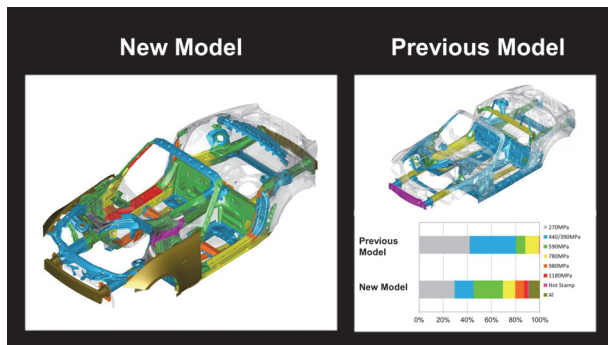 New Model
Previous Model
270MPa
440/390MPa
590MPa
780MPa
980MPa
1180MPa
Hot Stamp
Al
Previous
Model
New Model
0%
20%
40%
60%
80%
100%